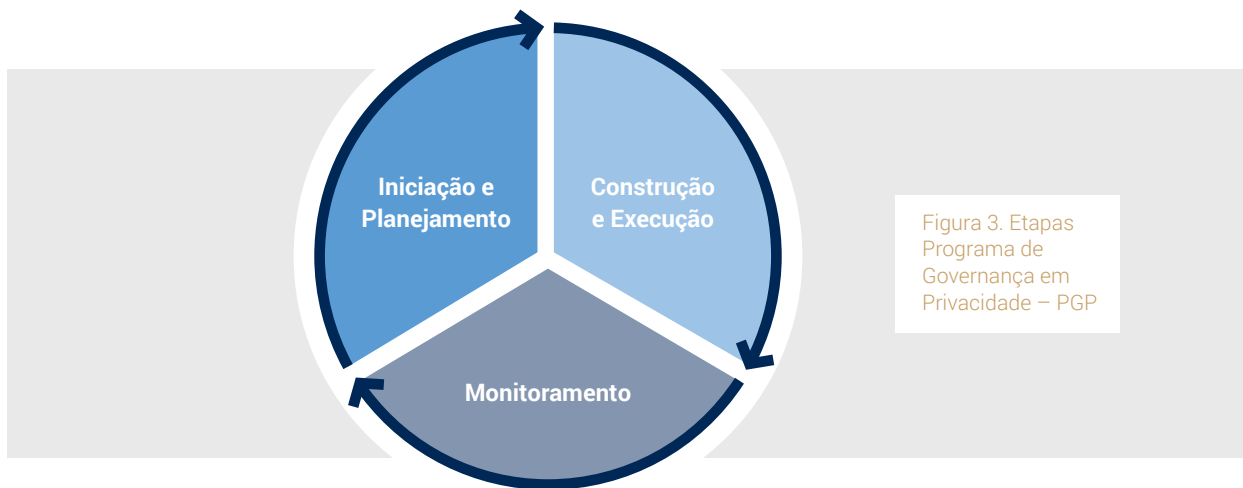 Iniciação e
Planejamento
Construção
e Execução
Monitoramento
Figura 3. Etapas
Programa de
Governança em
Privacidade – PGP